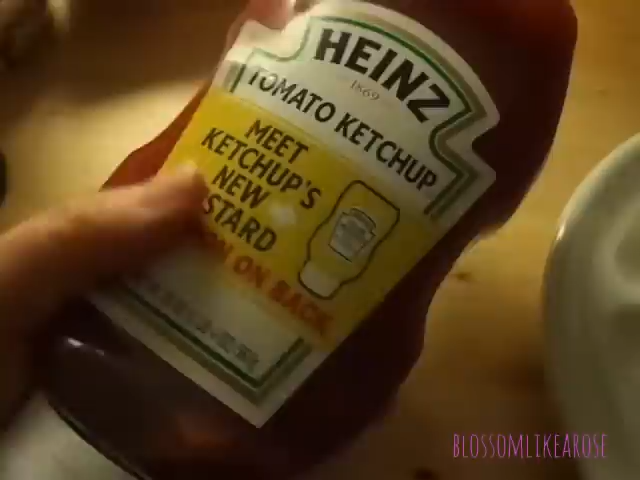 HEINZ
1869
TOMATO KETCHUP
MEET
KETCHUP'S
NEW
STARD
ON BACK
BLOSSOMLIKEAROSE